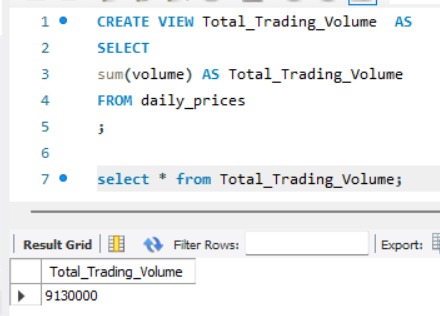 1 CREATE VIEW Total_Trading_Volume  AS
2 SELECT
3 sum(volume) AS Total_Trading_Volume
4 FROM daily_prices
5 ;
6
7 select * from Total_Trading_Volume;
Result Grid Filter Rows: Export:
Total_Trading_Volume
9130000